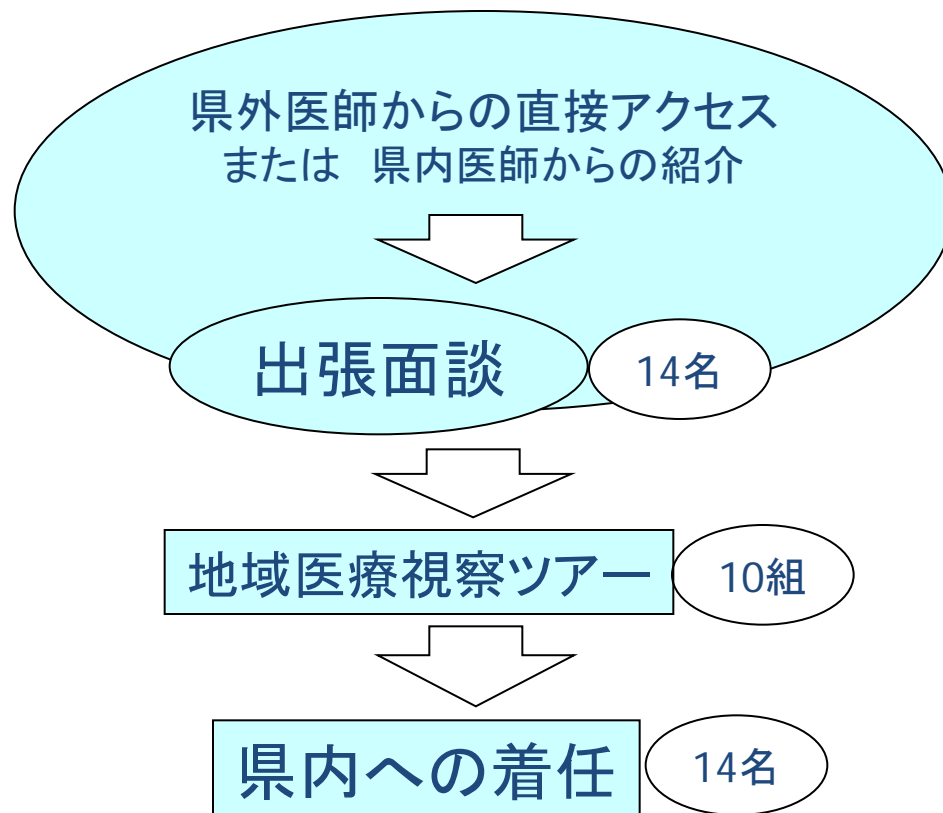 県外医師からの直接アクセス
または　県内医師からの紹介
出張面談
14名
地域医療視察ツアー
10組
県内への着任
14名